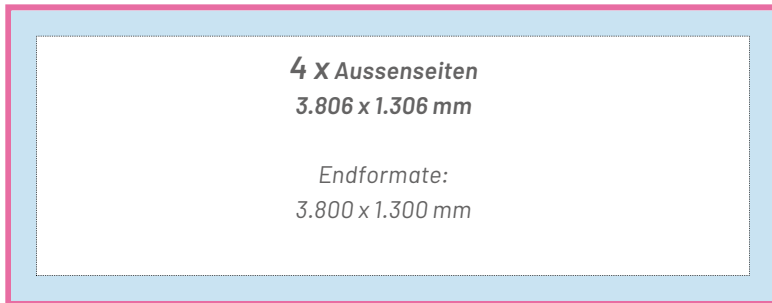 4 x Aussenseiten
3.806 x 1.306 mm
Endformate:
3.800 x 1.300 mm